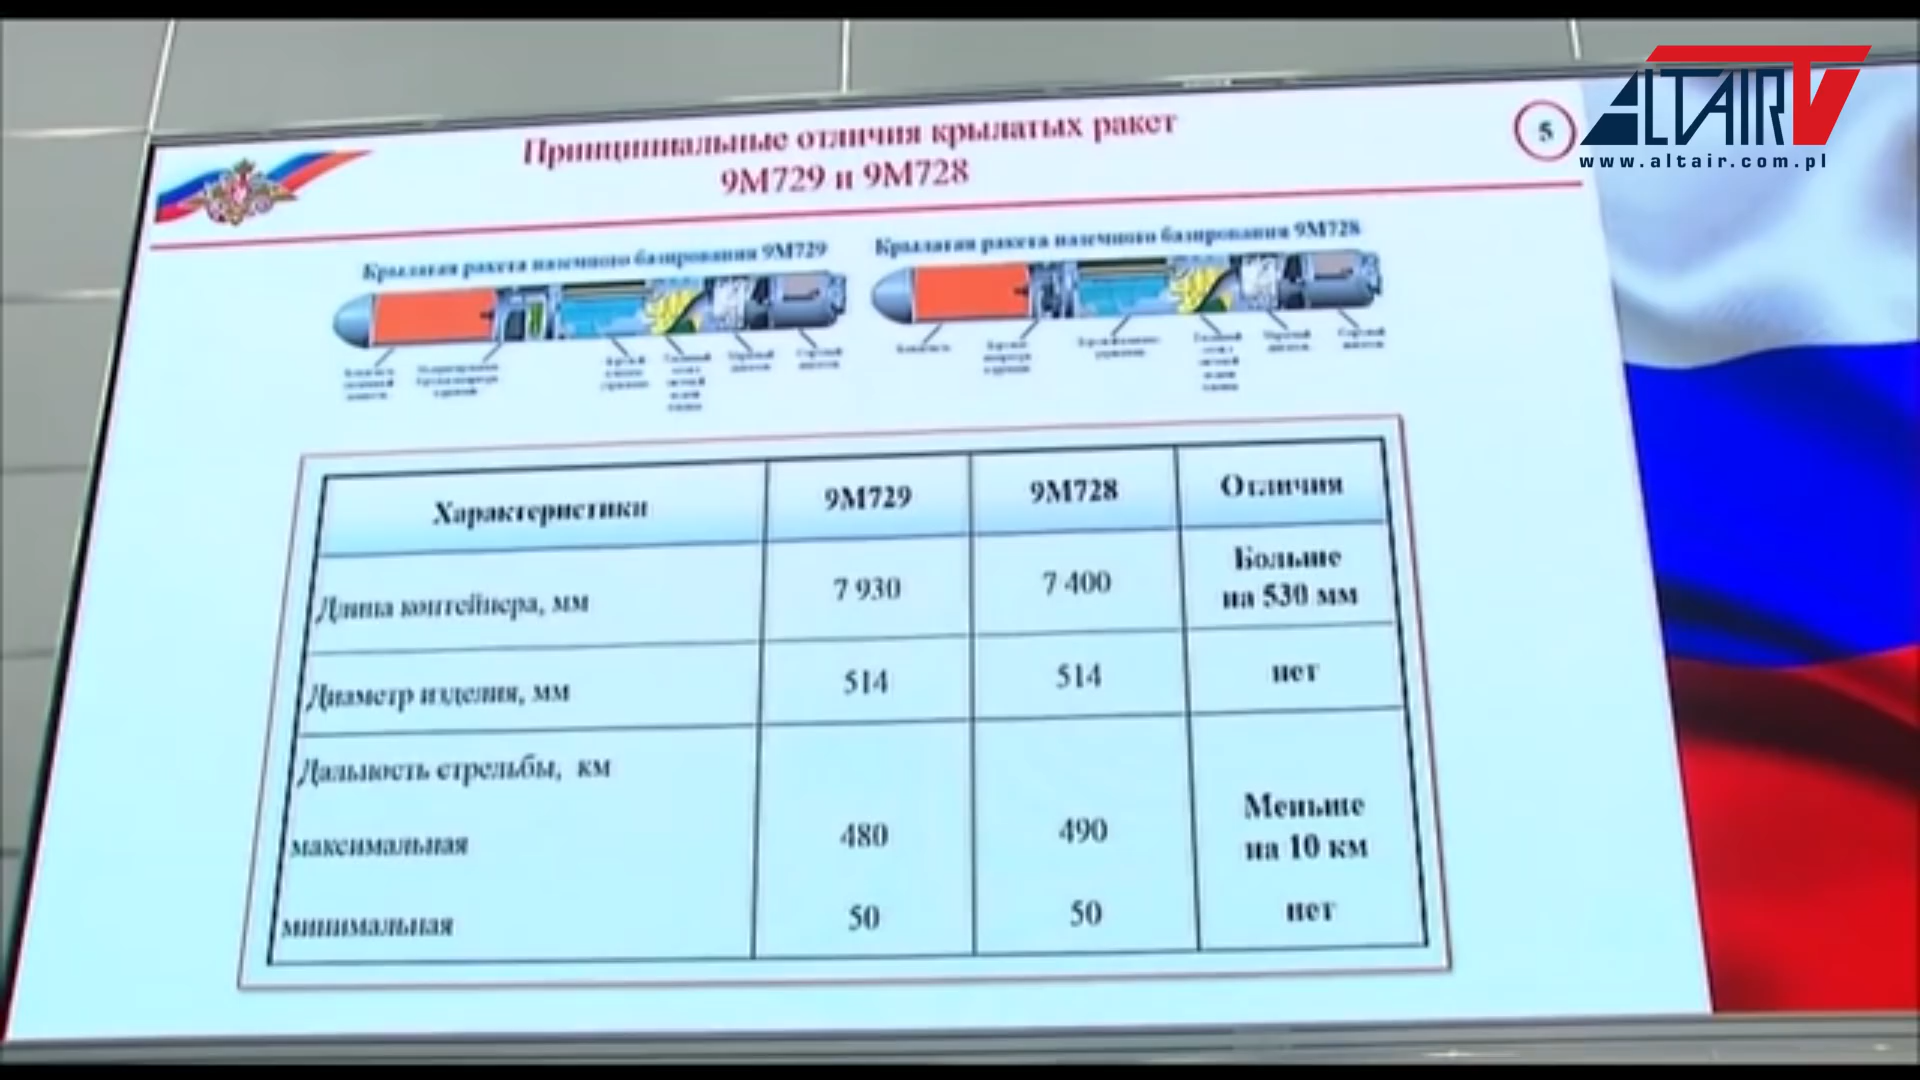 ALTAIR TV
www.altair.com.pl
Принципиальные отличия крылатых ракет
9М729 и 9М728
5
Крылатая ракета наземного базирования 9М729
Крылатая ракета наземного базирования 9М728
Характеристики
9М729
9М728
Отличия
Длина контейнера, мм
7 930
7 400
Больше
на 530 мм
Диаметр изделия, мм
514
514
нет
Дальность стрельбы, км
максимальная
480
490
Меньше
на 10 км
минимальная
50
50
нет